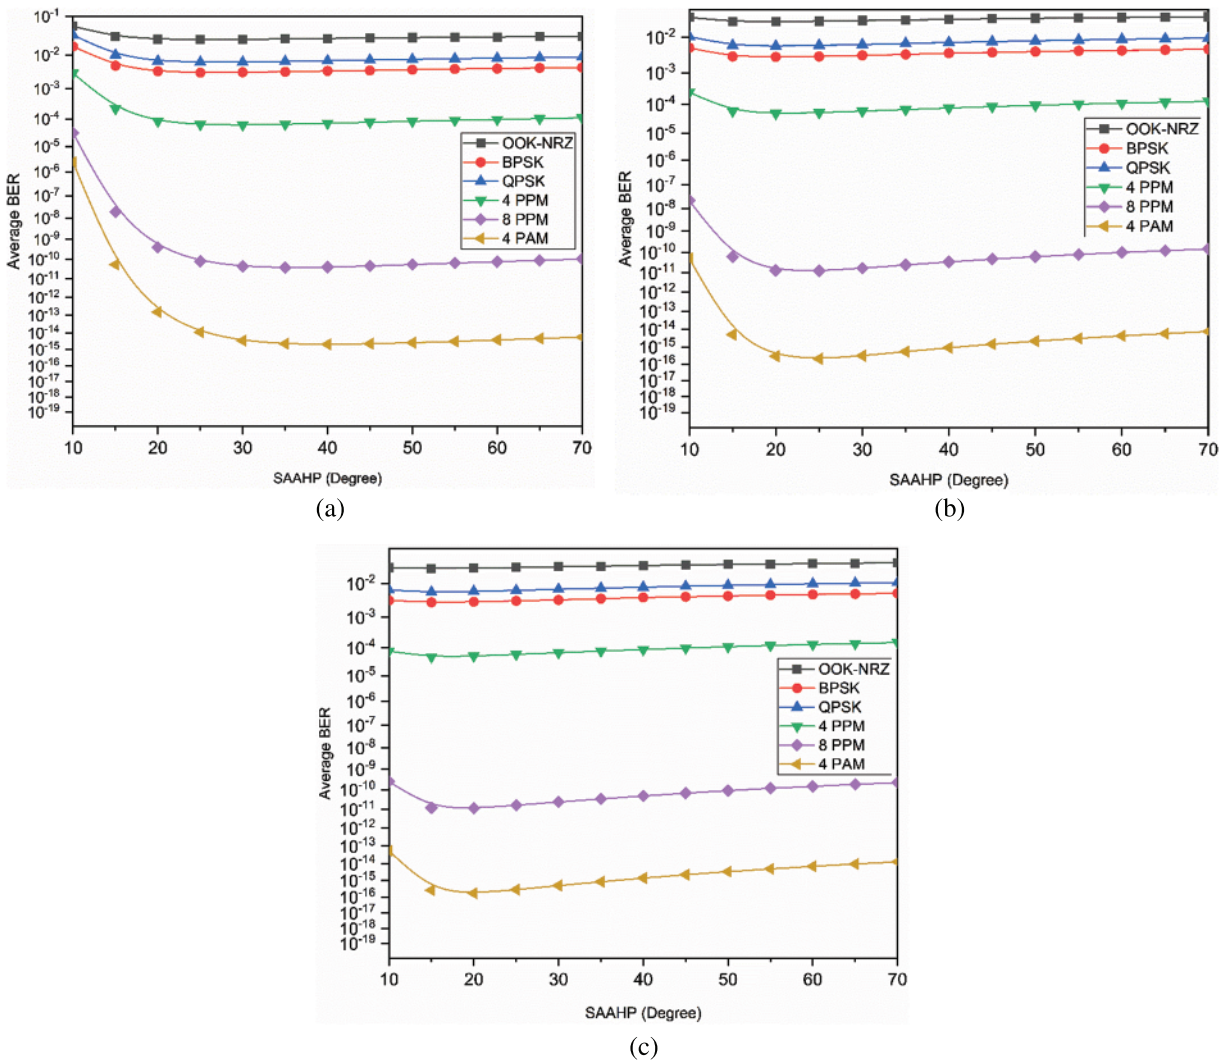 10^-1
10^-2
10^-3
10^-4
10^-5
10^-6
10^-7
10^-8
10^-9
10^-10
10^-11
10^-12
10^-13
10^-14
10^-15
10^-16
10^-17
10^-18
10^-19
Average BER
OOK-NRZ
BPSK
QPSK
4 PPM
8 PPM
4 PAM
10 20 30 40 50 60 70
SAAHP (Degree)
(a)
10^-2
10^-3
10^-4
10^-5
10^-6
10^-7
10^-8
10^-9
10^-10
10^-11
10^-12
10^-13
10^-14
10^-15
10^-16
10^-17
10^-18
10^-19
Average BER
OOK-NRZ
BPSK
QPSK
4 PPM
8 PPM
4 PAM
10 20 30 40 50 60 70
SAAHP (Degree)
(b)
10^-2
10^-3
10^-4
10^-5
10^-6
10^-7
10^-8
10^-9
10^-10
10^-11
10^-12
10^-13
10^-14
10^-15
10^-16
10^-17
10^-18
10^-19
Average BER
OOK-NRZ
BPSK
QPSK
4 PPM
8 PPM
4 PAM
10 20 30 40 50 60 70
SAAHP (Degree)
(c)